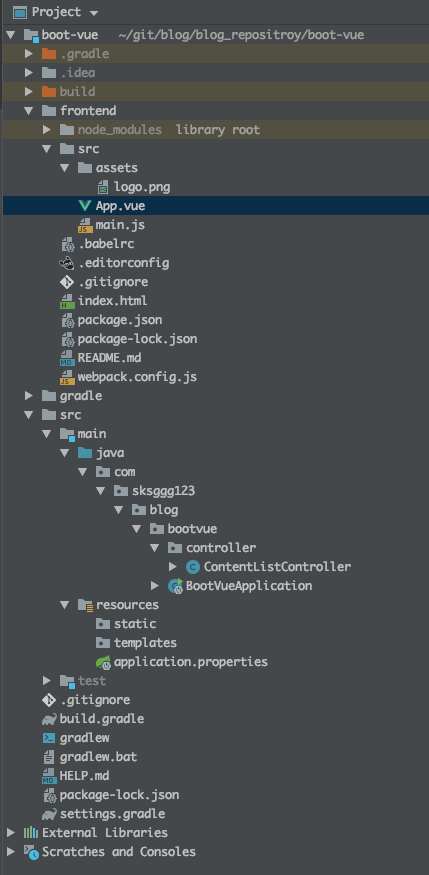 Project
boot-vue ~/git/blog/blog_repositroy/boot-vue
.gradle
.idea
build
frontend
node_modules library root
src
assets
logo.png
App.vue
main.js
.babelrc
.editorconfig
.gitignore
index.html
package.json
package-lock.json
README.md
webpack.config.js
gradle
src
main
java
com
sksggg123
blog
bootvue
controller
ContentListController
BootVueApplication
resources
static
templates
application.properties
test
.gitignore
build.gradle
gradlew
gradlew.bat
HELP.md
package-lock.json
settings.gradle
External Libraries
Scratches and Consoles